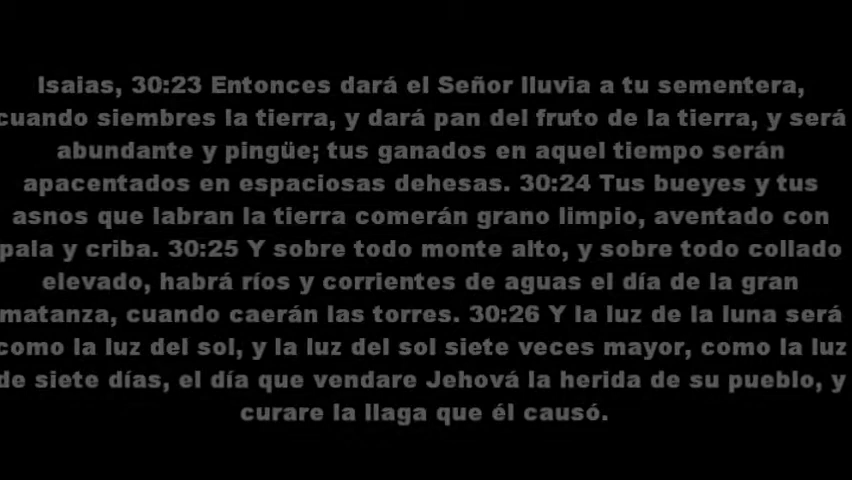 Isaias, 30:23 Entonces dará el Señor lluvia a tu sementera,
cuando siembres la tierra, y dará pan del fruto de la tierra, y será
abundante y pingüe; tus ganados en aquel tiempo serán
apacentados en espaciosas dehesas. 30:24 Tus bueyes y tus
asnos que labran la tierra comerán grano limpio, aventado con
pala y criba. 30:25 Y sobre todo monte alto, y sobre todo collado
elevado, habrá ríos y corrientes de aguas el día de la gran
matanza, cuando caerán las torres. 30:26 Y la luz de la luna será
como la luz del sol, y la luz del sol siete veces mayor, como la luz
de siete días, el día que vendare Jehová la herida de su pueblo, y
curare la llaga que él causó.